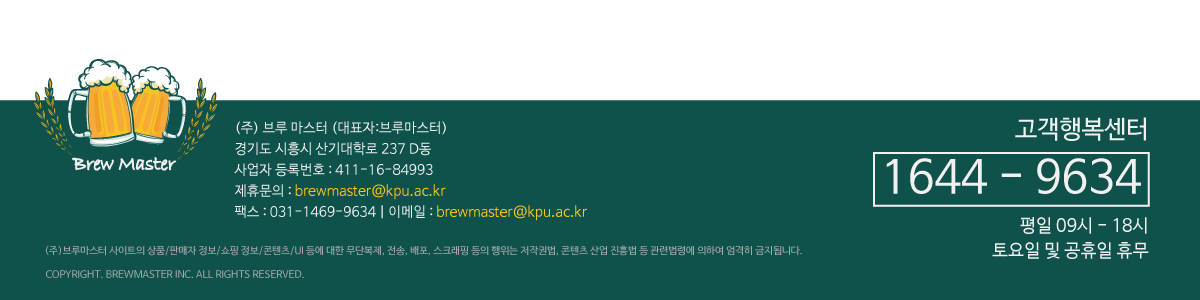 Brew Master
(주) 브루 마스터 (대표자:브루마스터)
경기도 시흥시 산기대학로 237 D동
사업자 등록번호 : 411-16-84993
제휴문의 : brewmaster@kpu.ac.kr
팩스 : 031-1469-9634 | 이메일 : brewmaster@kpu.ac.kr
고객행복센터
1644 - 9634
평일 09시 - 18시
토요일 및 공휴일 휴무
(주)브루마스터 사이트의 상품/판매자 정보/쇼핑 정보/콘텐츠/UI 등에 대한 무단복제, 전송, 배포, 스크래핑 등의 행위는 저작권법, 콘텐츠 산업 진흥법 등 관련법령에 의하여 엄격히 금지됩니다.
COPYRIGHT. BREWMASTER INC. ALL RIGHTS RESERVED.